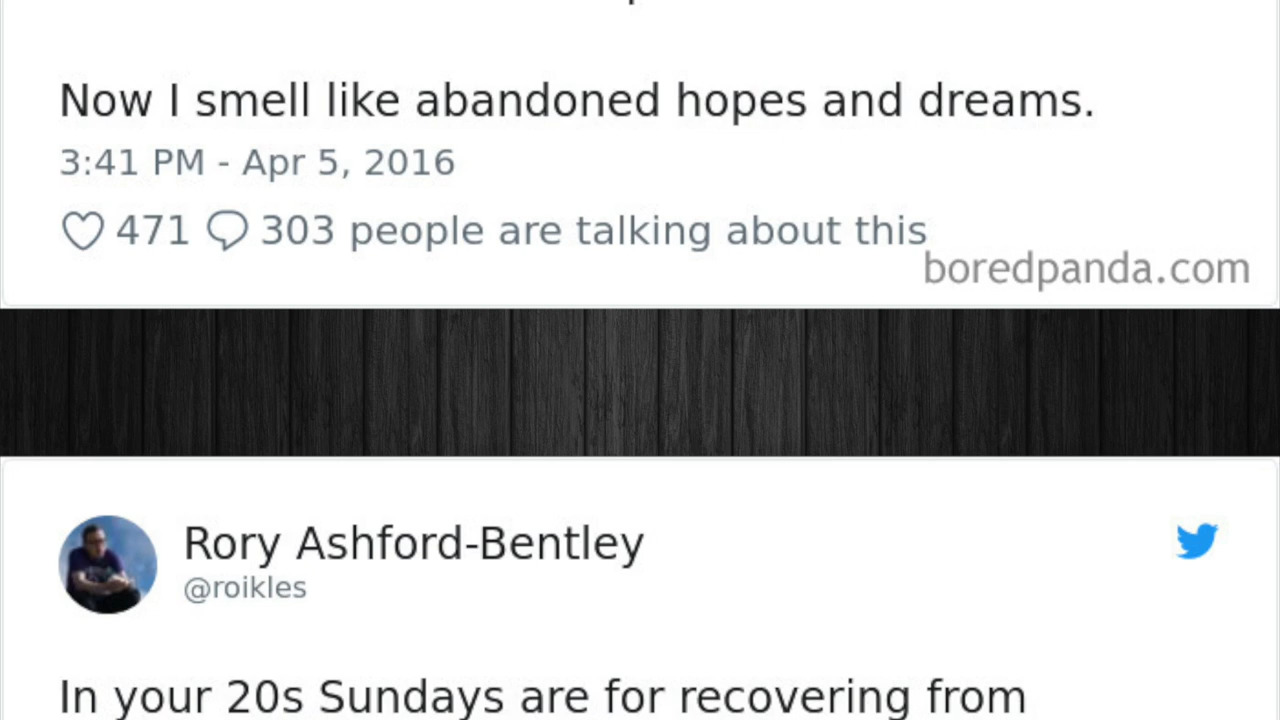 Now I smell like abandoned hopes and dreams.
3:41 PM - Apr 5, 2016
471 303 people are talking about this
boredpanda.com
Rory Ashford-Bentley
@roikles
In your 20s Sundays are for recovering from